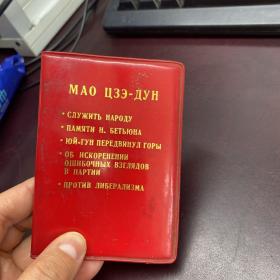 МАО ЦЗЭ-ДУН
• СЛУЖИТЬ НАРОДУ
• ПАМЯТИ Н. БЕТЬЮНА
• ЮЙ-ГУН ПЕРЕДВИНУЛ ГОРЫ
• ОБ ИСКОРЕНЕНИИ
ОШИБОЧНЫХ ВЗГЛЯДОВ
В ПАРТИИ
• ПРОТИВ ЛИБЕРАЛИЗМА